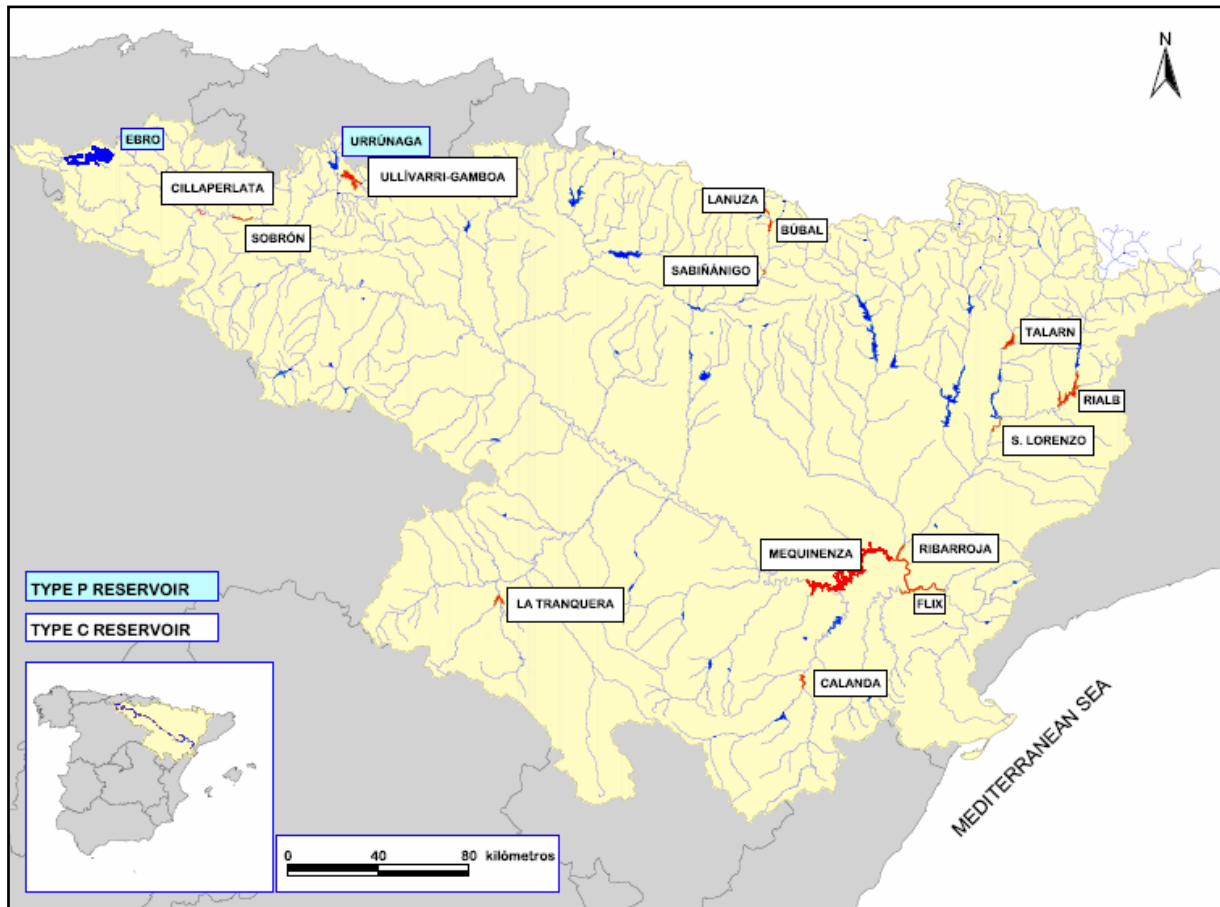 N
EBRO
URRÚNAGA
ULLÍVARRI-GAMBOA
CILLAPERLATA
SOBRÓN
LANUZA
BÚBAL
SABIÑÁNIGO
TALARN
RIALB
S. LORENZO
MEQUINENZA
RIBARROJA
FLIX
LA TRANQUERA
CALANDA
TYPE P RESERVOIR
TYPE C RESERVOIR
MEDITERRANEAN SEA
0 40 80 kilómetros